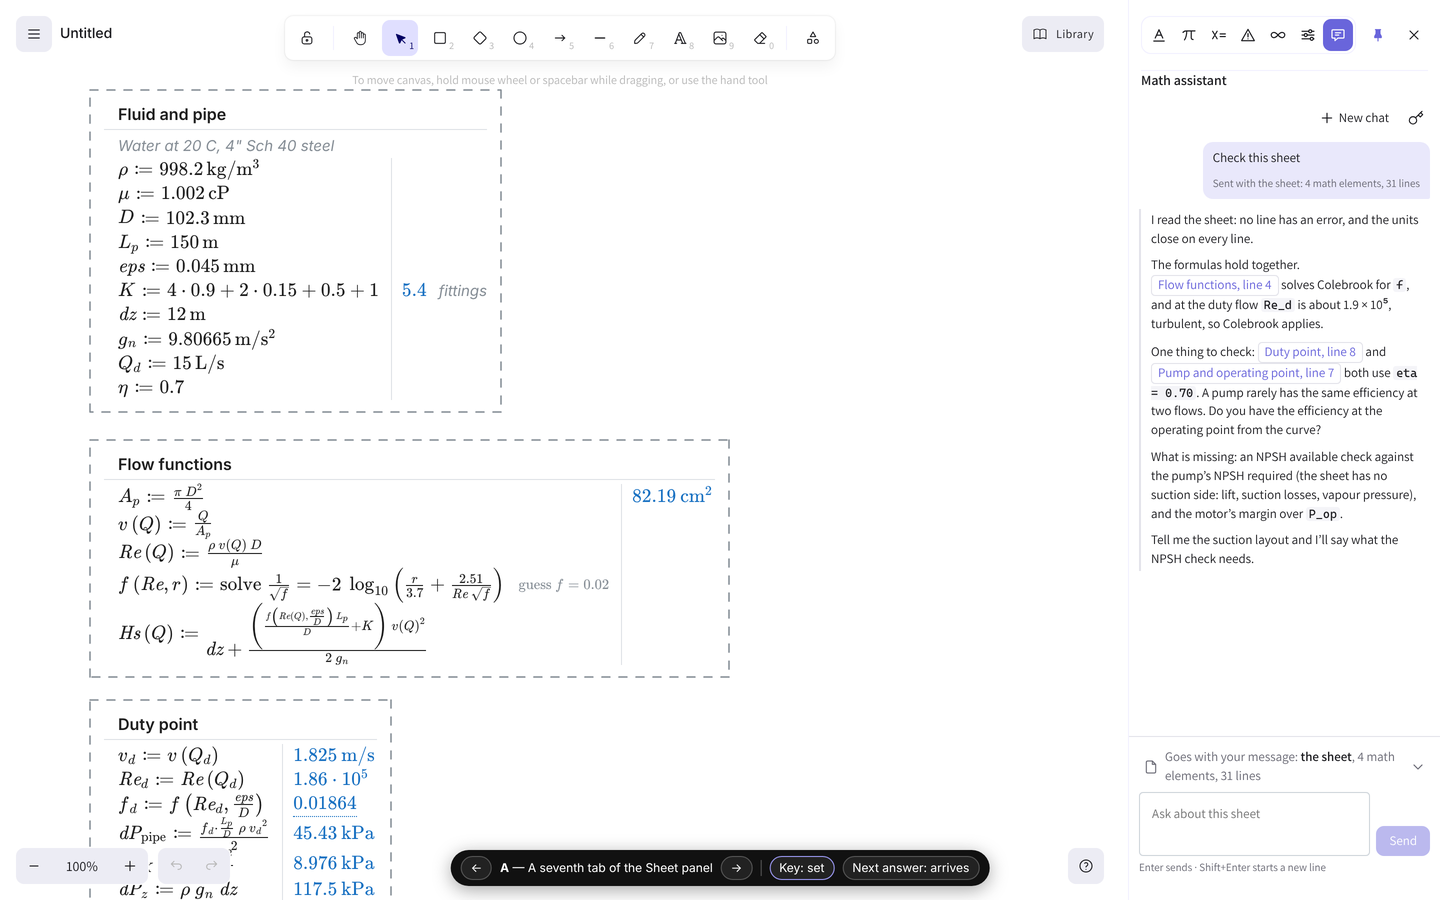 Untitled
1 2 3 4 5 6 7 8 9 0
Library
To move canvas, hold mouse wheel or spacebar while dragging, or use the hand tool
Fluid and pipe
Water at 20 C, 4" Sch 40 steel
ρ := 998.2 kg/m³
μ := 1.002 cP
D := 102.3 mm
L_p := 150 m
eps := 0.045 mm
K := 4 · 0.9 + 2 · 0.15 + 0.5 + 1 5.4 fittings
dz := 12 m
g_n := 9.80665 m/s²
Q_d := 15 L/s
η := 0.7
Flow functions
A_p := π D²/4 82.19 cm²
v (Q) := Q/A_p
Re (Q) := ρ v(Q) D/μ
f (Re, r) := solve 1/√f = −2 log₁₀ (r/3.7 + 2.51/(Re √f)) guess f = 0.02
Hs (Q) := dz + (f(Re(Q), eps/D) L_p/D + K) v(Q)²/(2 g_n)
Duty point
v_d := v (Q_d) 1.825 m/s
Re_d := Re (Q_d) 1.86 · 10⁵
f_d := f (Re_d, eps/D) 0.01864
dP_pipe := f_d · L_p/D ρ v_d²/2 45.43 kPa
8.976 kPa
dP_z := ρ g_n dz 117.5 kPa
100%
A — A seventh tab of the Sheet panel
Key: set
Next answer: arrives
A π x= ∞
Math assistant
New chat
Check this sheet
Sent with the sheet: 4 math elements, 31 lines
I read the sheet: no line has an error, and the units
close on every line.
The formulas hold together.
Flow functions, line 4 solves Colebrook for f,
and at the duty flow Re_d is about 1.9 × 10⁵,
turbulent, so Colebrook applies.
One thing to check: Duty point, line 8 and
Pump and operating point, line 7 both use eta
= 0.70. A pump rarely has the same efficiency at
two flows. Do you have the efficiency at the
operating point from the curve?
What is missing: an NPSH available check against
the pump’s NPSH required (the sheet has no
suction side: lift, suction losses, vapour pressure),
and the motor’s margin over P_op.
Tell me the suction layout and I’ll say what the
NPSH check needs.
Goes with your message: the sheet, 4 math
elements, 31 lines
Ask about this sheet
Send
Enter sends · Shift+Enter starts a new line